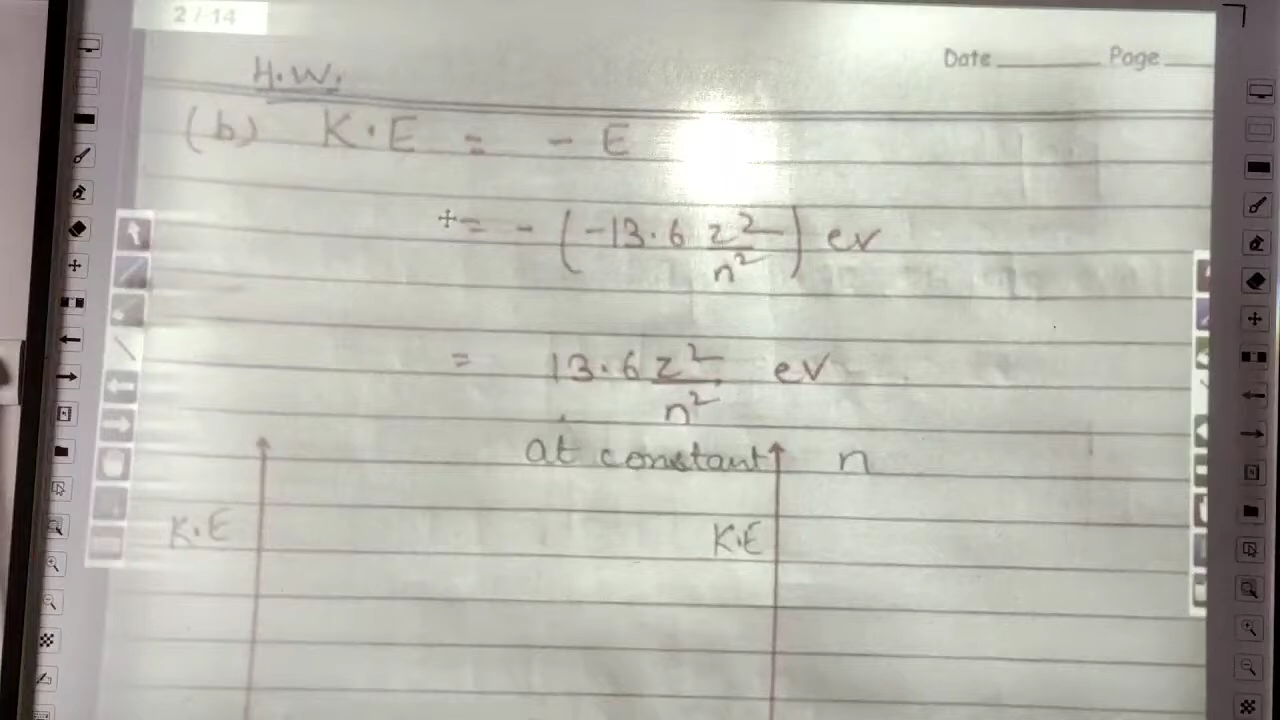 2 / 14
Date Page
H.W.
(b) K.E = - E
= - (-13.6 z²/n²) ev
= 13.6 z²/n² ev
at constant n
K.E K.E